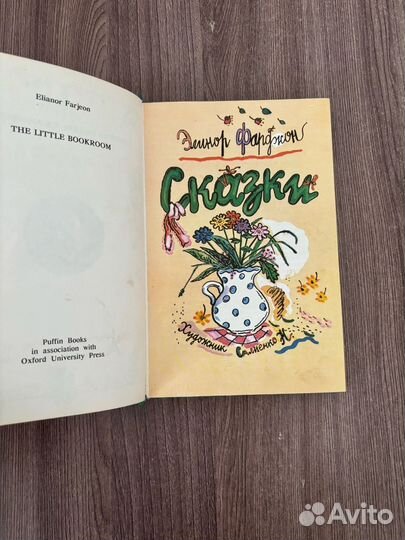 Elianor Farjeon
THE LITTLE BOOKROOM
Puffin Books
in association with
Oxford University Press
Элинор Фарджон
Сказки
Художник
Avito